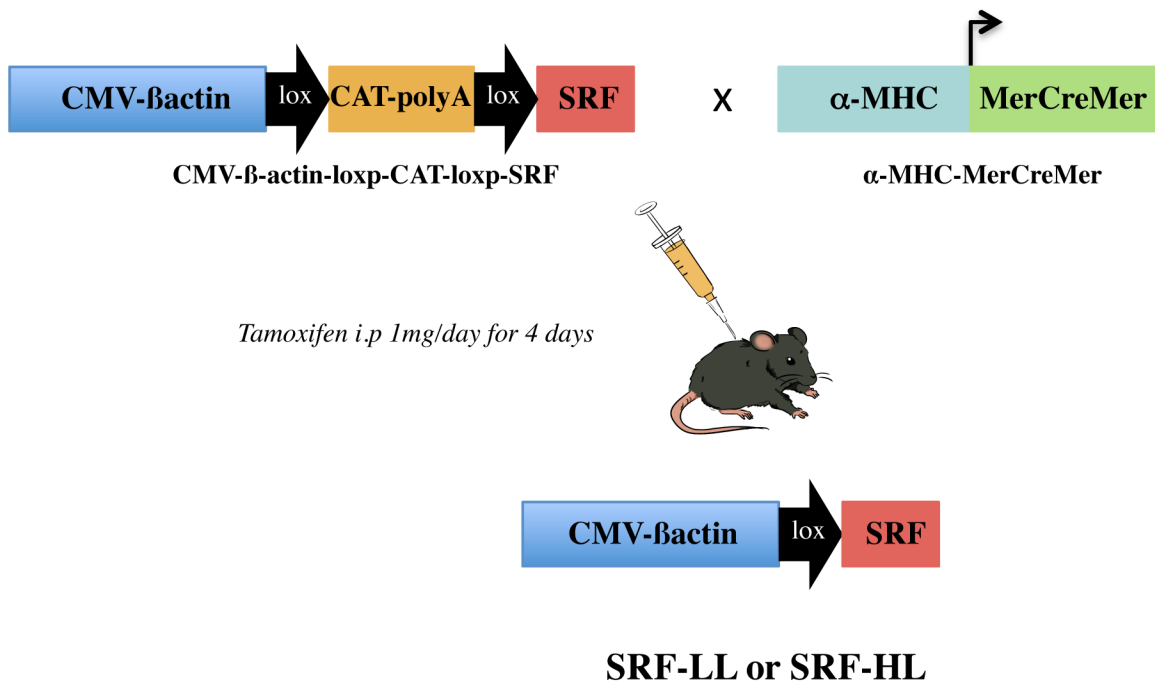 CMV-ßactin lox CAT-polyA lox SRF x α-MHC MerCreMer
CMV-ß-actin-loxp-CAT-loxp-SRF α-MHC-MerCreMer
Tamoxifen i.p 1mg/day for 4 days
CMV-ßactin lox SRF
SRF-LL or SRF-HL